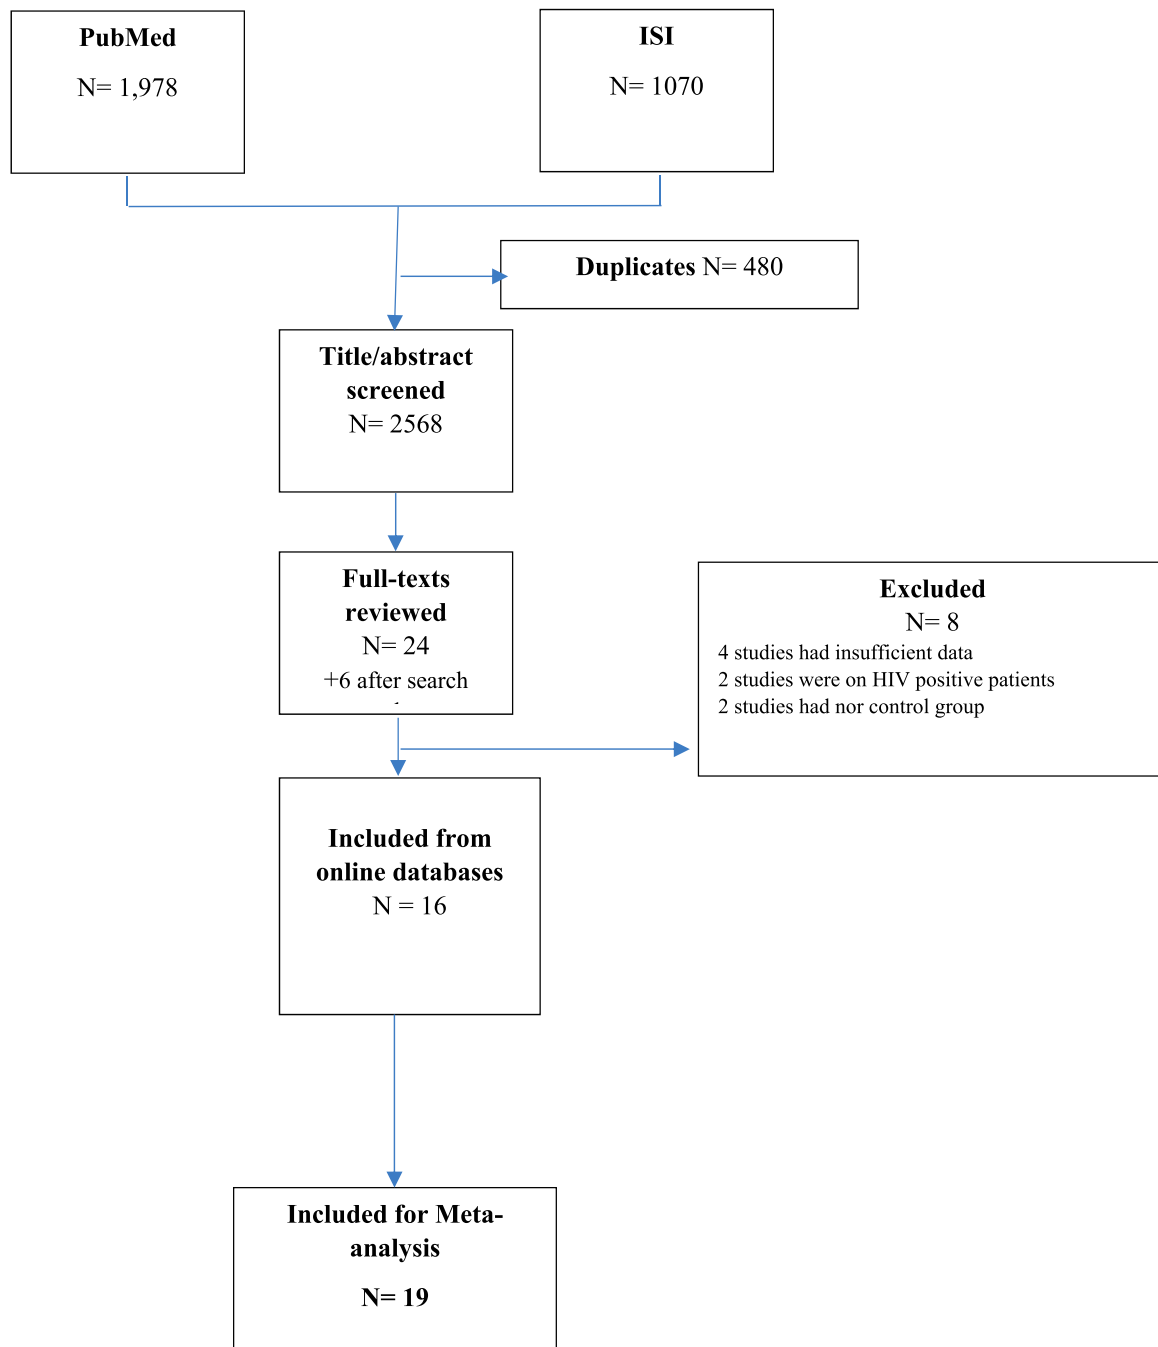 PubMed
N= 1,978
ISI
N= 1070
Duplicates N= 480
Title/abstract
screened
N= 2568
Full-texts
reviewed
N= 24
+6 after search
Excluded
N= 8
4 studies had insufficient data
2 studies were on HIV positive patients
2 studies had nor control group
Included from
online databases
N = 16
Included for Meta-
analysis
N= 19